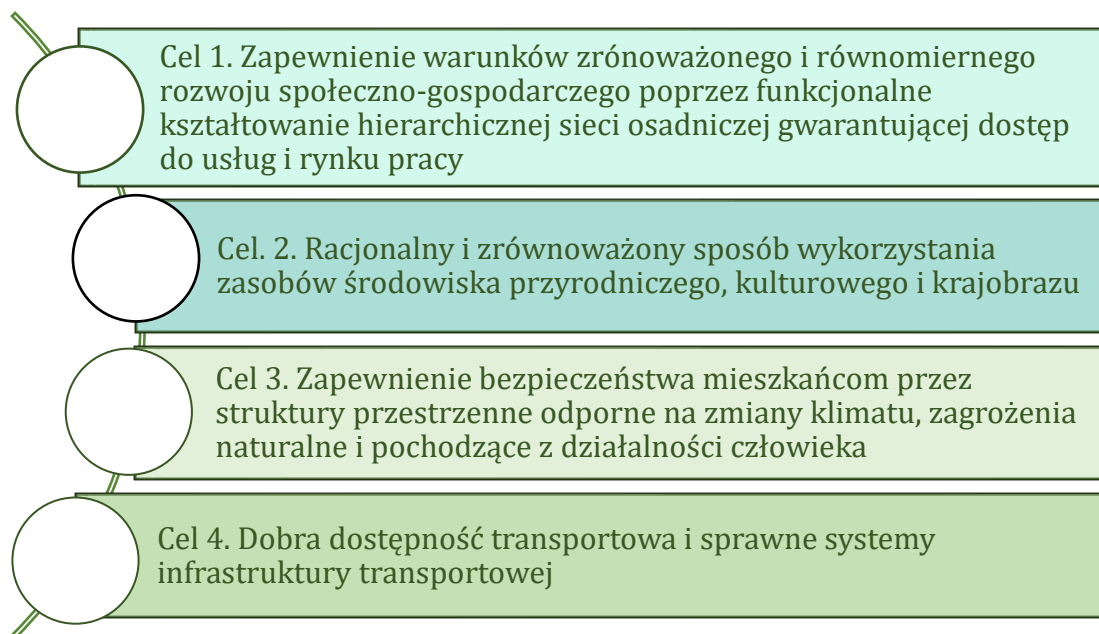 Cel 1. Zapewnienie warunków zrónoważonego i równomiernego
rozwoju społeczno-gospodarczego poprzez funkcjonalne
kształtowanie hierarchicznej sieci osadniczej gwarantującej dostęp
do usług i rynku pracy
Cel. 2. Racjonalny i zrównoważony sposób wykorzystania
zasobów środowiska przyrodniczego, kulturowego i krajobrazu
Cel 3. Zapewnienie bezpieczeństwa mieszkańcom przez
struktury przestrzenne odporne na zmiany klimatu, zagrożenia
naturalne i pochodzące z działalności człowieka
Cel 4. Dobra dostępność transportowa i sprawne systemy
infrastruktury transportowej